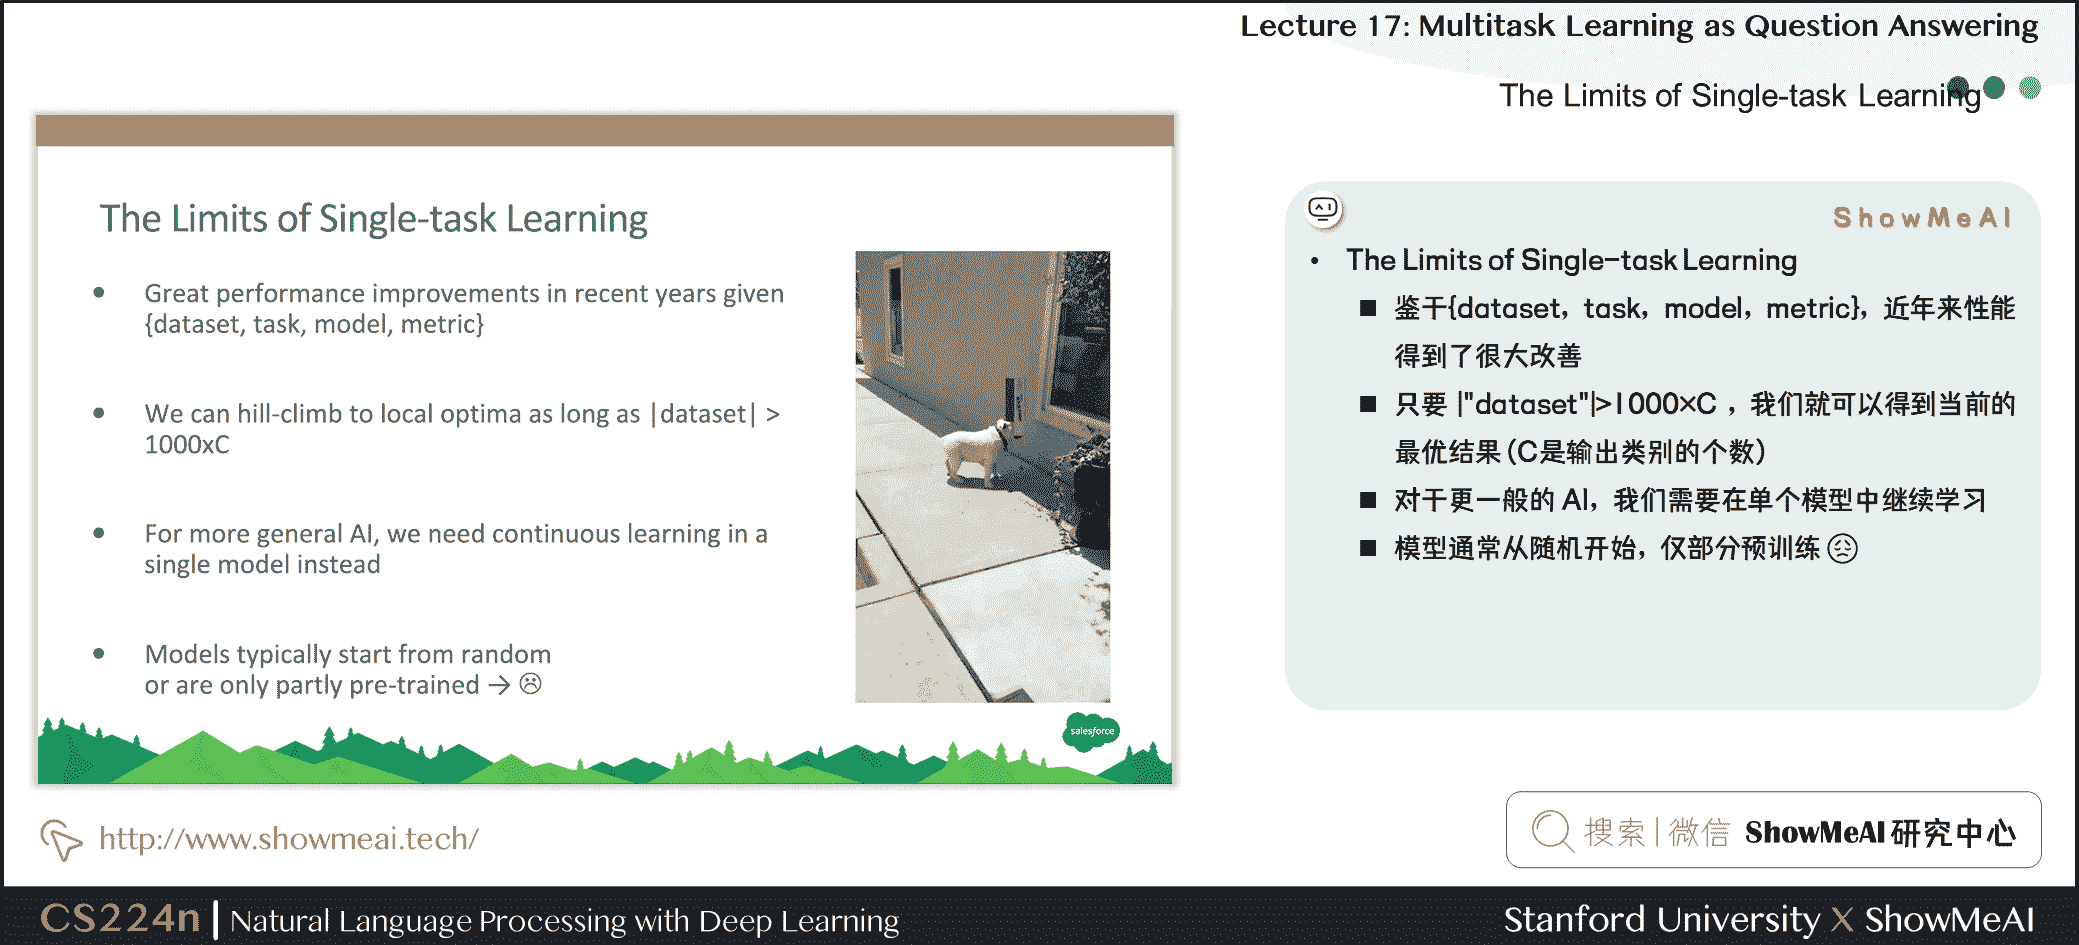 Lecture 17: Multitask Learning as Question Answering
The Limits of Single-task Learning
The Limits of Single-task Learning
• Great performance improvements in recent years given
{dataset, task, model, metric}
• We can hill-climb to local optima as long as |dataset| >
1000xC
• For more general AI, we need continuous learning in a
single model instead
• Models typically start from random
or are only partly pre-trained → ☹
salesforce
ShowMeAI
• The Limits of Single-task Learning
■ 鉴于{dataset，task，model，metric}，近年来性能
得到了很大改善
■ 只要 |"dataset"|>1000×C ，我们就可以得到当前的
最优结果（C是输出类别的个数）
■ 对于更一般的 AI，我们需要在单个模型中继续学习
■ 模型通常从随机开始，仅部分预训练 😔
http://www.showmeai.tech/
搜索 | 微信 ShowMeAI 研究中心
CS224n | Natural Language Processing with Deep Learning
Stanford University X ShowMeAI